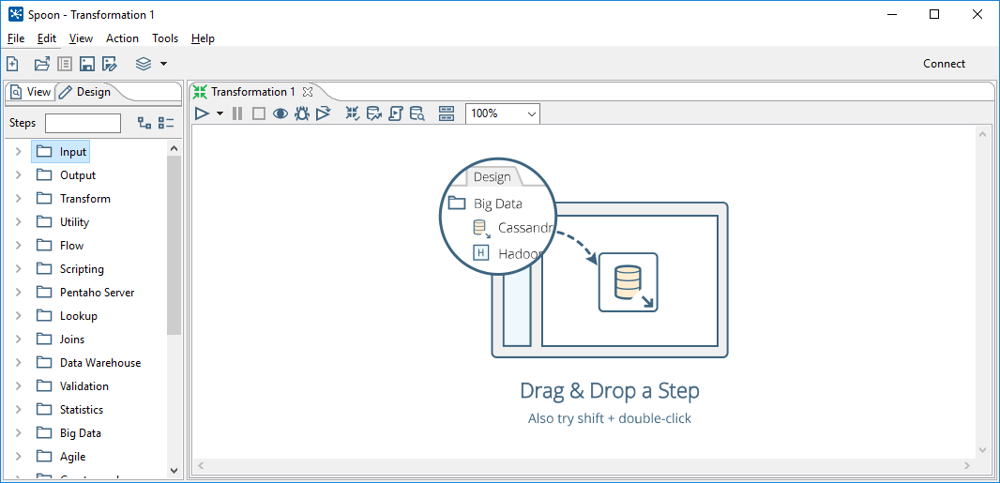 Spoon - Transformation 1
File Edit View Action Tools Help
Connect
View Design
Transformation 1
Steps
100%
Input
Output
Transform
Utility
Flow
Scripting
Pentaho Server
Lookup
Joins
Data Warehouse
Validation
Statistics
Big Data
Agile
Design
Big Data
Cassandr
H Hadoop
Drag & Drop a Step
Also try shift + double-click